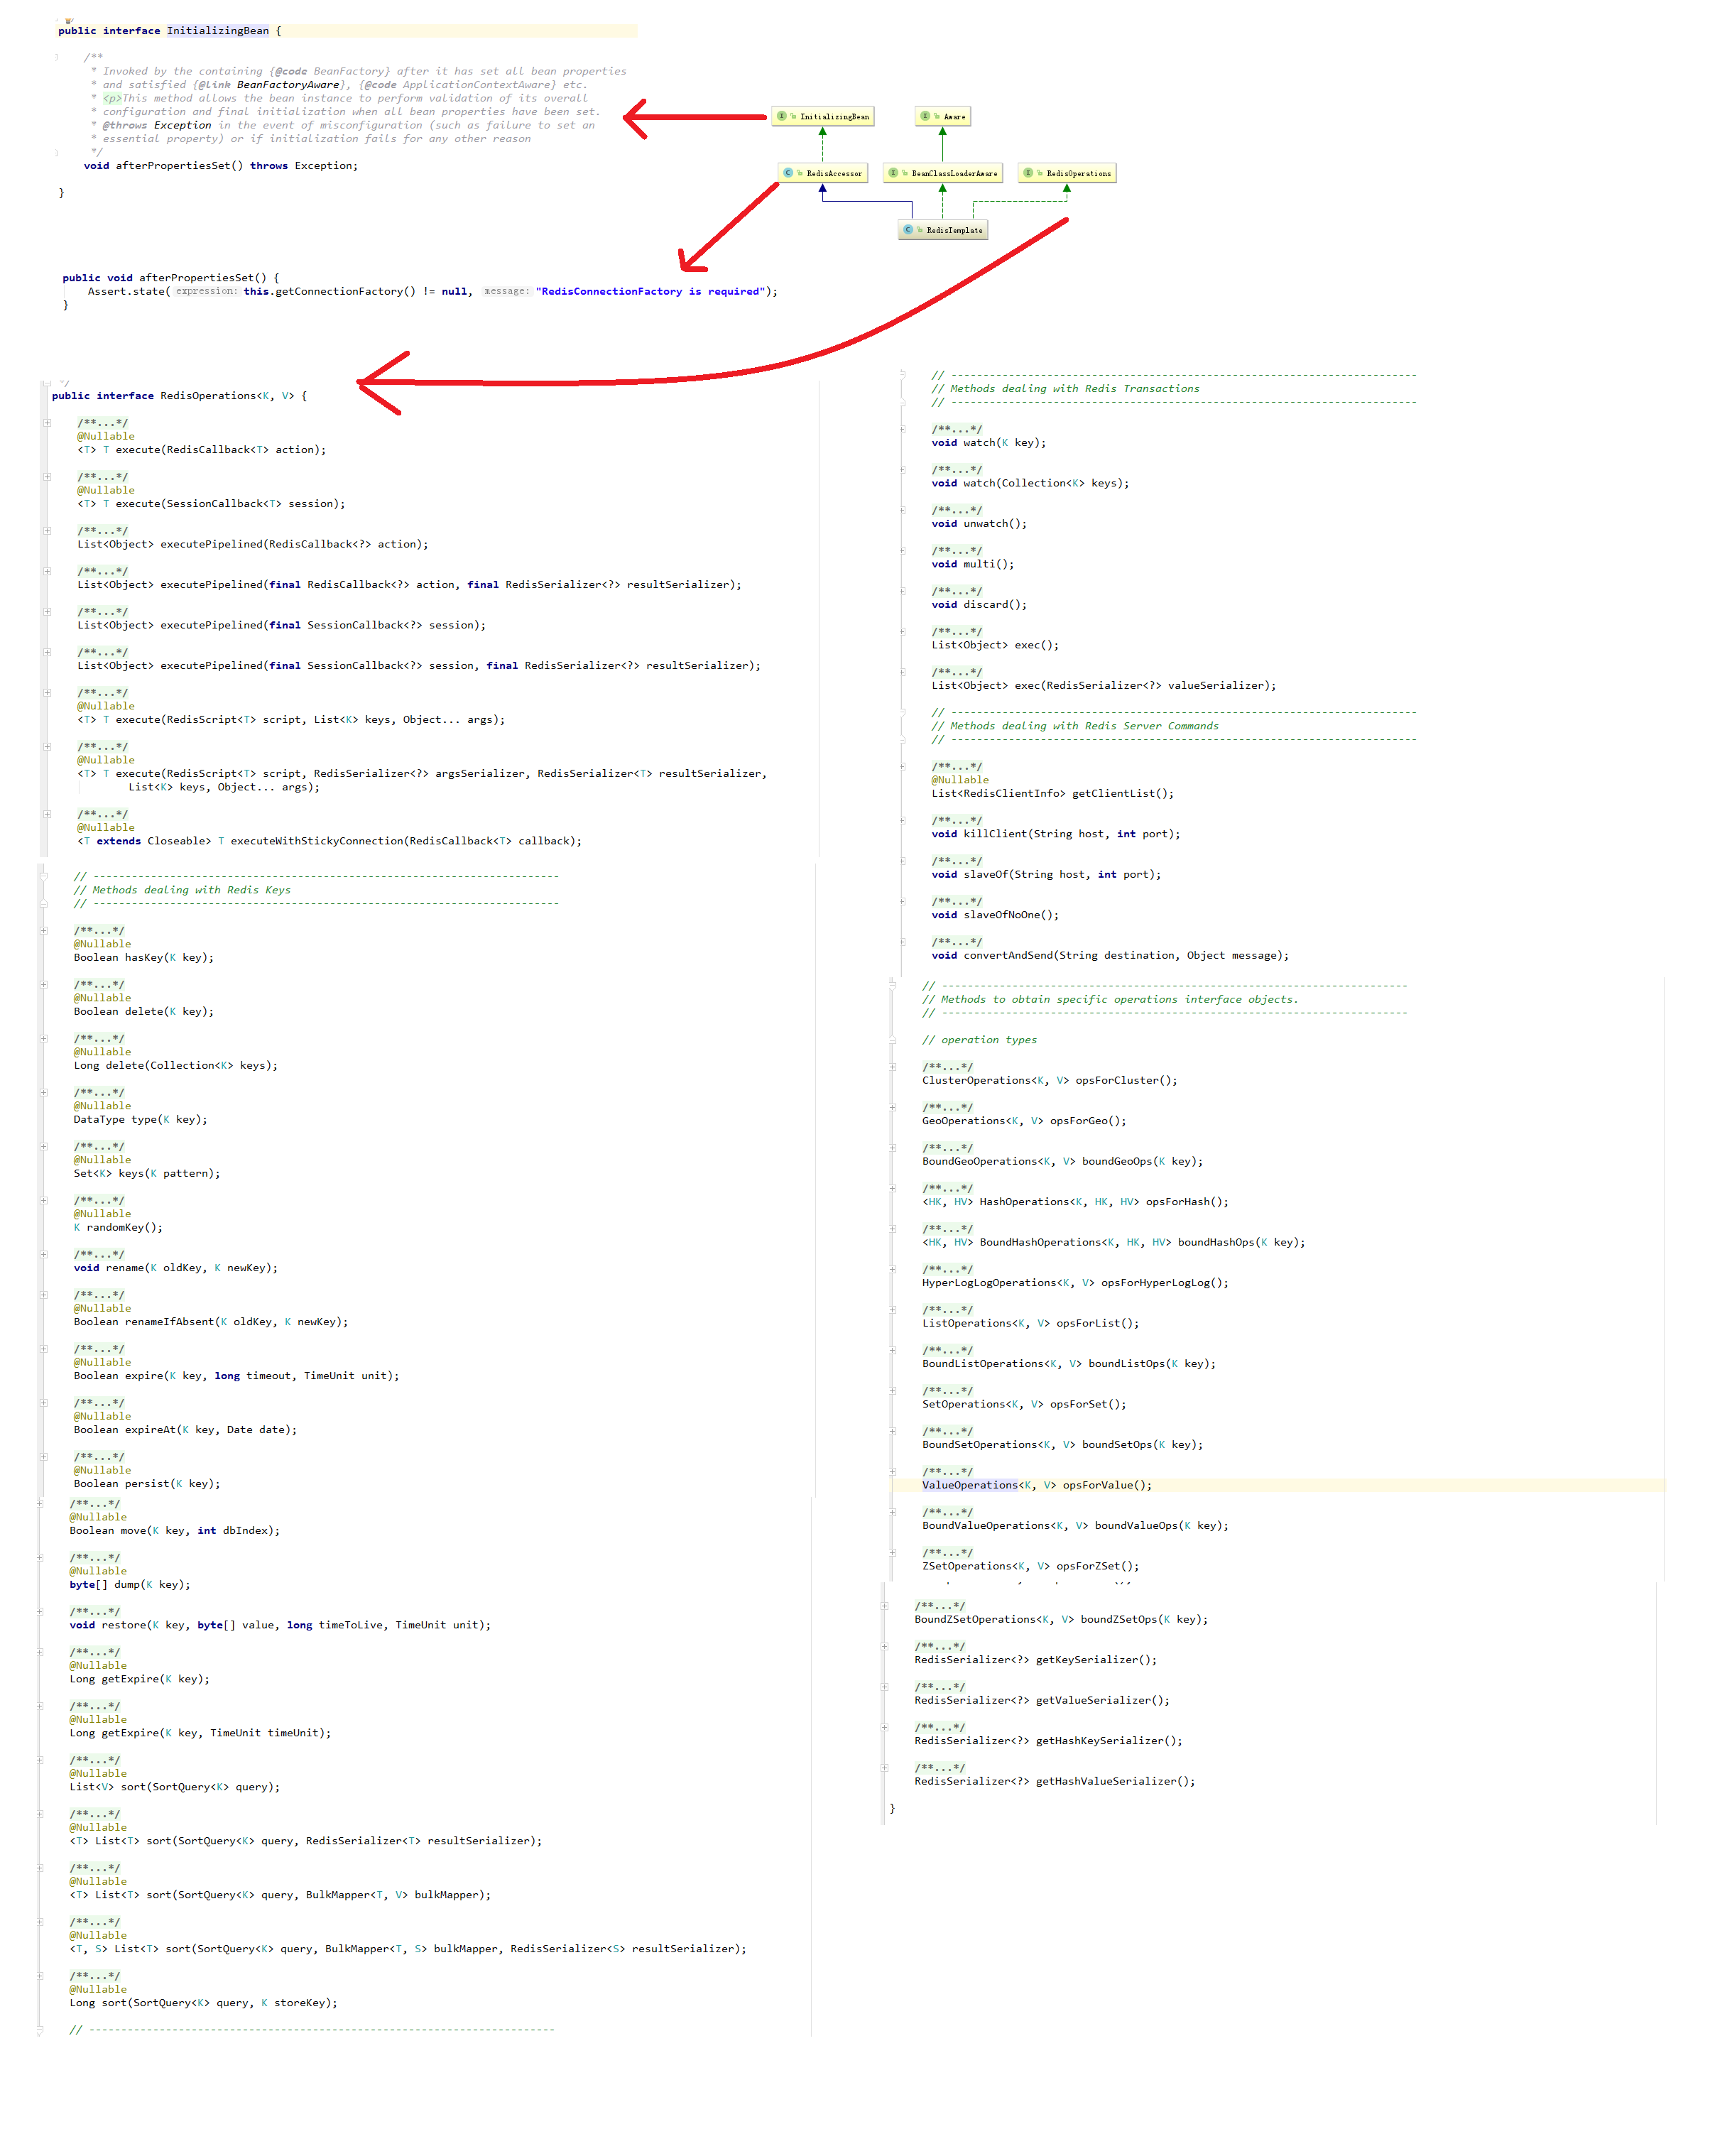 public interface InitializingBean {
/**
* Invoked by the containing {@code BeanFactory} after it has set all bean properties
* and satisfied {@link BeanFactoryAware}, {@code ApplicationContextAware} etc.
* <p>This method allows the bean instance to perform validation of its overall
* configuration and final initialization when all bean properties have been set.
* @throws Exception in the event of misconfiguration (such as failure to set an
* essential property) or if initialization fails for any other reason
*/
void afterPropertiesSet() throws Exception;
}
InitializingBean
Aware
RedisAccessor
BeanClassLoaderAware
RedisOperations
RedisTemplate
public void afterPropertiesSet() {
Assert.state( expression: this.getConnectionFactory() != null, message: "RedisConnectionFactory is required");
}
*/
public interface RedisOperations<K, V> {
/**...*/
@Nullable
<T> T execute(RedisCallback<T> action);
/**...*/
@Nullable
<T> T execute(SessionCallback<T> session);
/**...*/
List<Object> executePipelined(RedisCallback<?> action);
/**...*/
List<Object> executePipelined(final RedisCallback<?> action, final RedisSerializer<?> resultSerializer);
/**...*/
List<Object> executePipelined(final SessionCallback<?> session);
/**...*/
List<Object> executePipelined(final SessionCallback<?> session, final RedisSerializer<?> resultSerializer);
/**...*/
@Nullable
<T> T execute(RedisScript<T> script, List<K> keys, Object... args);
/**...*/
@Nullable
<T> T execute(RedisScript<T> script, RedisSerializer<?> argsSerializer, RedisSerializer<T> resultSerializer,
List<K> keys, Object... args);
/**...*/
@Nullable
<T extends Closeable> T executeWithStickyConnection(RedisCallback<T> callback);
// -------------------------------------------------------------------------
// Methods dealing with Redis Keys
// -------------------------------------------------------------------------
/**...*/
@Nullable
Boolean hasKey(K key);
/**...*/
@Nullable
Boolean delete(K key);
/**...*/
@Nullable
Long delete(Collection<K> keys);
/**...*/
@Nullable
DataType type(K key);
/**...*/
@Nullable
Set<K> keys(K pattern);
/**...*/
@Nullable
K randomKey();
/**...*/
void rename(K oldKey, K newKey);
/**...*/
@Nullable
Boolean renameIfAbsent(K oldKey, K newKey);
/**...*/
@Nullable
Boolean expire(K key, long timeout, TimeUnit unit);
/**...*/
@Nullable
Boolean expireAt(K key, Date date);
/**...*/
@Nullable
Boolean persist(K key);
/**...*/
@Nullable
Boolean move(K key, int dbIndex);
/**...*/
@Nullable
byte[] dump(K key);
/**...*/
void restore(K key, byte[] value, long timeToLive, TimeUnit unit);
/**...*/
@Nullable
Long getExpire(K key);
/**...*/
@Nullable
Long getExpire(K key, TimeUnit timeUnit);
/**...*/
@Nullable
List<V> sort(SortQuery<K> query);
/**...*/
@Nullable
<T> List<T> sort(SortQuery<K> query, RedisSerializer<T> resultSerializer);
/**...*/
@Nullable
<T> List<T> sort(SortQuery<K> query, BulkMapper<T, V> bulkMapper);
/**...*/
@Nullable
<T, S> List<T> sort(SortQuery<K> query, BulkMapper<T, S> bulkMapper, RedisSerializer<S> resultSerializer);
/**...*/
@Nullable
Long sort(SortQuery<K> query, K storeKey);
// -------------------------------------------------------------------------
// -------------------------------------------------------------------------
// Methods dealing with Redis Transactions
// -------------------------------------------------------------------------
/**...*/
void watch(K key);
/**...*/
void watch(Collection<K> keys);
/**...*/
void unwatch();
/**...*/
void multi();
/**...*/
void discard();
/**...*/
List<Object> exec();
/**...*/
List<Object> exec(RedisSerializer<?> valueSerializer);
// -------------------------------------------------------------------------
// Methods dealing with Redis Server Commands
// -------------------------------------------------------------------------
/**...*/
@Nullable
List<RedisClientInfo> getClientList();
/**...*/
void killClient(String host, int port);
/**...*/
void slaveOf(String host, int port);
/**...*/
void slaveOfNoOne();
/**...*/
void convertAndSend(String destination, Object message);
// -------------------------------------------------------------------------
// Methods to obtain specific operations interface objects.
// -------------------------------------------------------------------------
// operation types
/**...*/
ClusterOperations<K, V> opsForCluster();
/**...*/
GeoOperations<K, V> opsForGeo();
/**...*/
BoundGeoOperations<K, V> boundGeoOps(K key);
/**...*/
<HK, HV> HashOperations<K, HK, HV> opsForHash();
/**...*/
<HK, HV> BoundHashOperations<K, HK, HV> boundHashOps(K key);
/**...*/
HyperLogLogOperations<K, V> opsForHyperLogLog();
/**...*/
ListOperations<K, V> opsForList();
/**...*/
BoundListOperations<K, V> boundListOps(K key);
/**...*/
SetOperations<K, V> opsForSet();
/**...*/
BoundSetOperations<K, V> boundSetOps(K key);
/**...*/
ValueOperations<K, V> opsForValue();
/**...*/
BoundValueOperations<K, V> boundValueOps(K key);
/**...*/
ZSetOperations<K, V> opsForZSet();
/**...*/
BoundZSetOperations<K, V> boundZSetOps(K key);
/**...*/
RedisSerializer<?> getKeySerializer();
/**...*/
RedisSerializer<?> getValueSerializer();
/**...*/
RedisSerializer<?> getHashKeySerializer();
/**...*/
RedisSerializer<?> getHashValueSerializer();
}